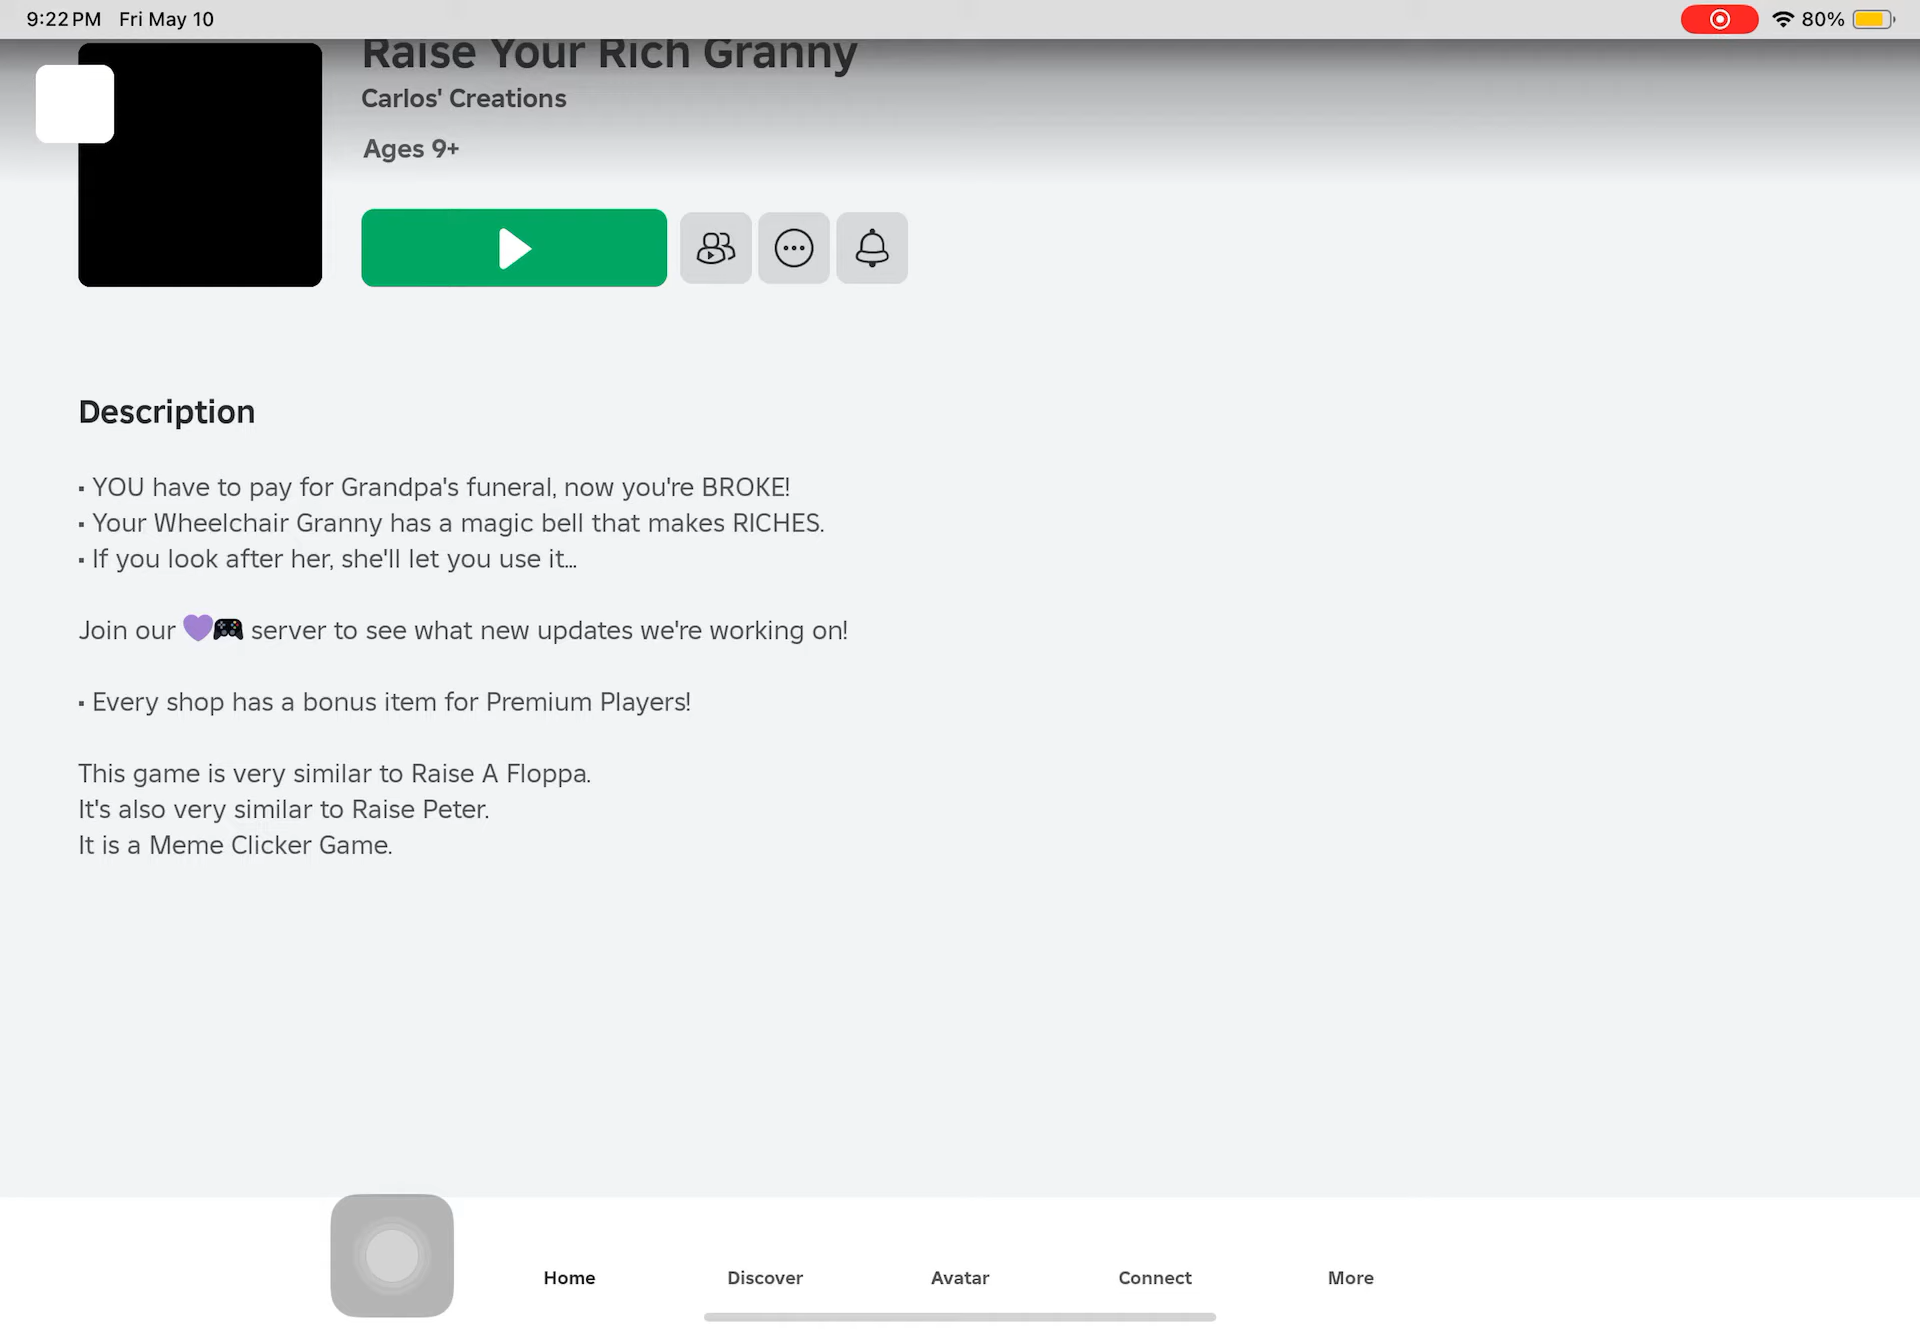 9:22 PM Fri May 10
80%
Raise Your Rich Granny
Carlos' Creations
Ages 9+
Description
▪ YOU have to pay for Grandpa's funeral, now you're BROKE!
▪ Your Wheelchair Granny has a magic bell that makes RICHES.
▪ If you look after her, she'll let you use it...
Join our 💜🎮 server to see what new updates we're working on!
▪ Every shop has a bonus item for Premium Players!
This game is very similar to Raise A Floppa.
It's also very similar to Raise Peter.
It is a Meme Clicker Game.
Home Discover Avatar Connect More